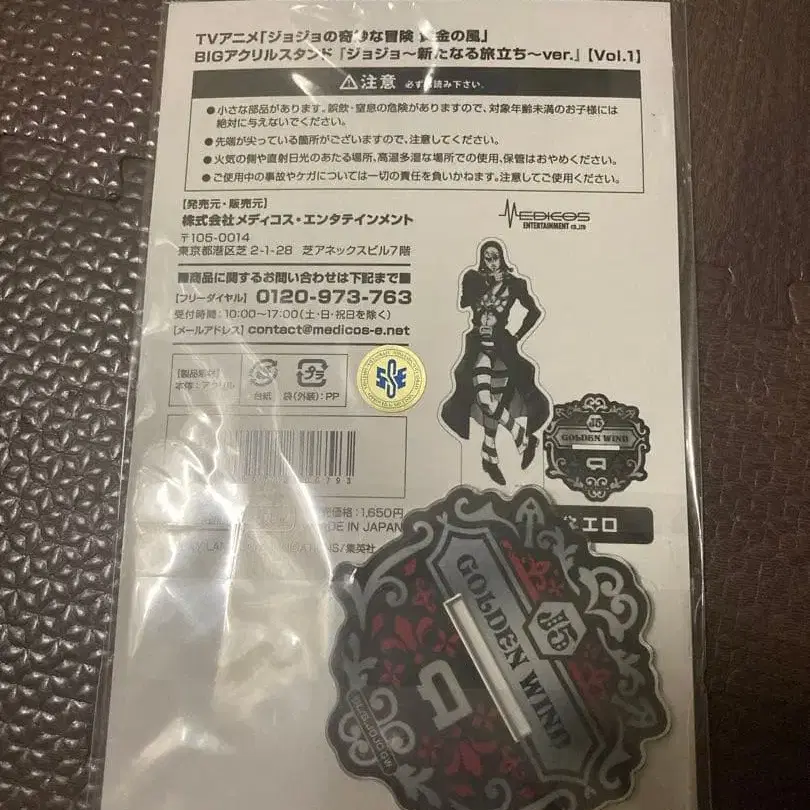 TVアニメ「ジョジョの奇妙な冒険 黄金の風」
BIGアクリルスタンド「ジョジョ〜新たなる旅立ち〜ver.」【Vol.1】
⚠注意 必ずお読み下さい.
●小さな部品があります。誤飲・窒息の危険がありますので、対象年齢未満のお子様には
絶対に与えないでください。
●先端が尖っている箇所がございますので、注意してください。
●火気の側や直射日光のあたる場所、高温多湿な場所での使用、保管はおやめください。
●ご使用中の事故やケガについては一切の責任を負いかねます。注意してご使用ください。
【発売元・販売元】
株式会社メディコス・エンタテインメント
〒105-0014
東京都港区芝 2-1-28 芝アネックスビル7階
MEDICOS
ENTERTAINMENT CO.,LTD
■商品に関するお問い合わせは下記まで■
【フリーダイヤル】 0120-973-763
受付時間:10:00〜17:00(土・日・祝日を除く)
【メールアドレス】contact@medicos-e.net
【製品素材】
本体:アクリル
台紙
プラ
袋(外装):PP
SSE
6793
売価格:1,650円
MADE IN JAPAN
/集英社
J5
GOLDEN WIND
ネエロ
J5
GOLDEN WIND